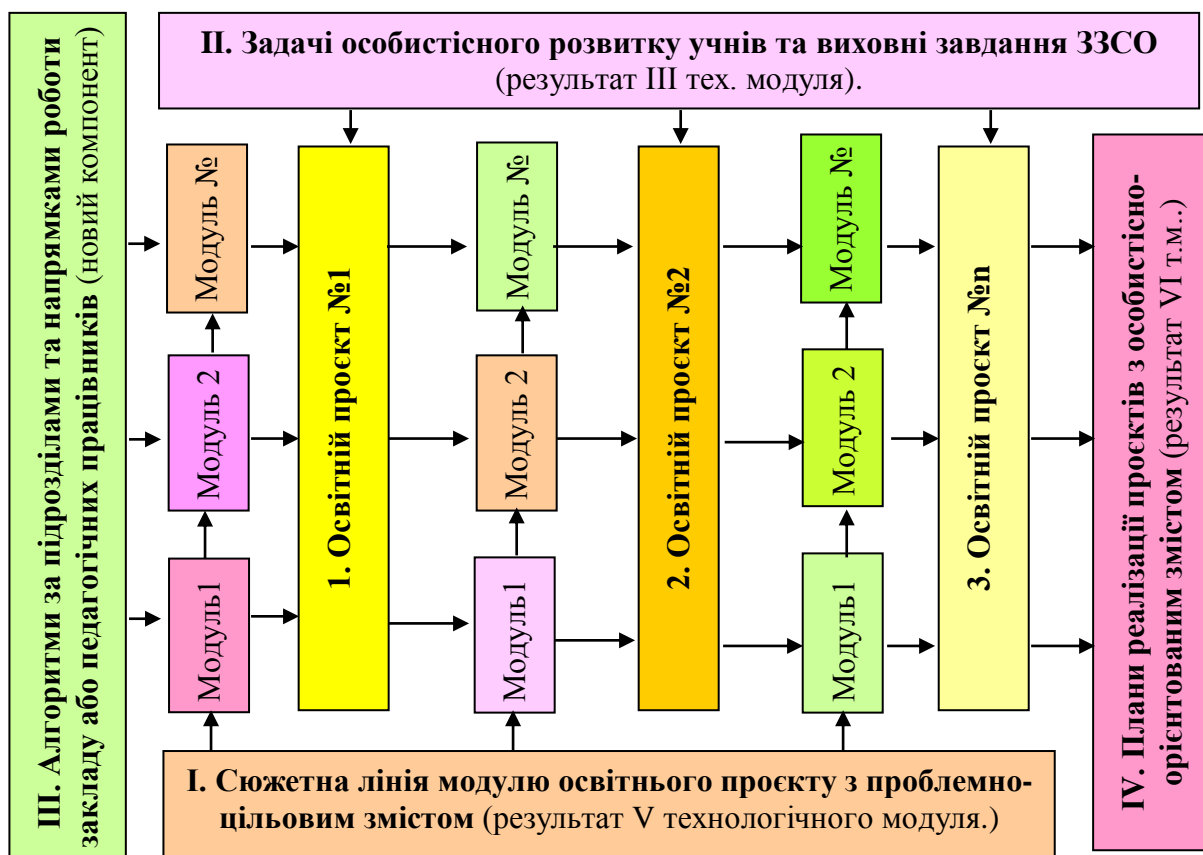 ІІ. Задачі особистісного розвитку учнів та виховні завдання ЗЗСО
(результат ІІІ тех. модуля).
ІІІ. Алгоритми за підрозділами та напрямками роботи
закладу або педагогічних працівників (новий компонент)
Модуль №
Модуль 2
Модуль1
1. Освітній проєкт №1
Модуль №
Модуль 2
Модуль1
2. Освітній проєкт №2
Модуль №
Модуль 2
Модуль1
3. Освітній проєкт №n
IV. Плани реалізації проєктів з особистісно-
орієнтованим змістом (результат VI т.м..)
І. Сюжетна лінія модулю освітнього проєкту з проблемно-
цільовим змістом (результат V технологічного модуля.)